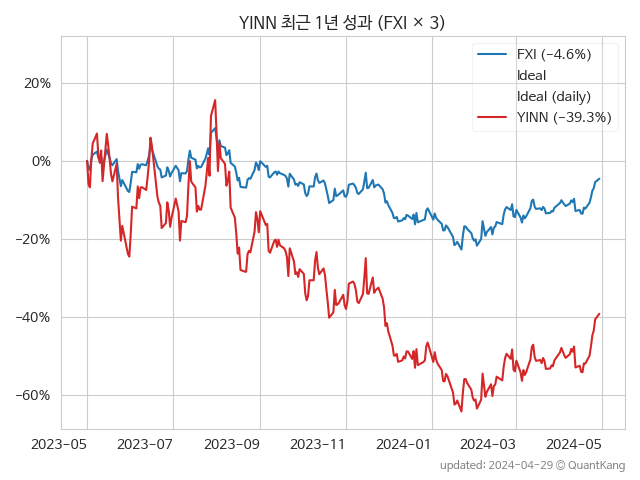 YINN 최근 1년 성과 (FXI × 3)
FXI (−4.6%)
Ideal
Ideal (daily)
YINN (−39.3%)
20%
0%
−20%
−40%
−60%
2023-05 2023-07 2023-09 2023-11 2024-01 2024-03 2024-05
updated: 2024-04-29 © QuantKang